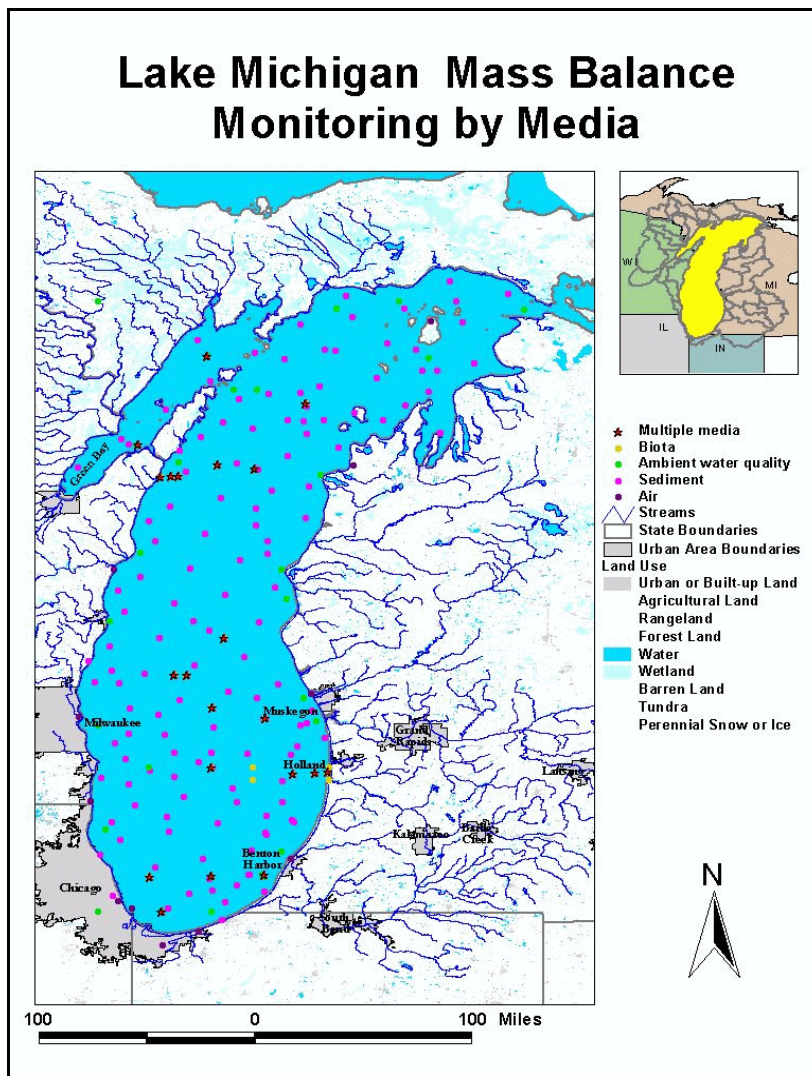 Lake Michigan Mass Balance
Monitoring by Media
WI
MI
IL
IN
Green Bay
Milwaukee
Muskegon
Grand
Rapids
Holland
Lansing
Kalamazoo
Battle
Creek
Benton
Harbor
Chicago
South
Bend
Multiple media
Biota
Ambient water quality
Sediment
Air
Streams
State Boundaries
Urban Area Boundaries
Land Use
Urban or Built-up Land
Agricultural Land
Rangeland
Forest Land
Water
Wetland
Barren Land
Tundra
Perennial Snow or Ice
N
100 0 100 Miles